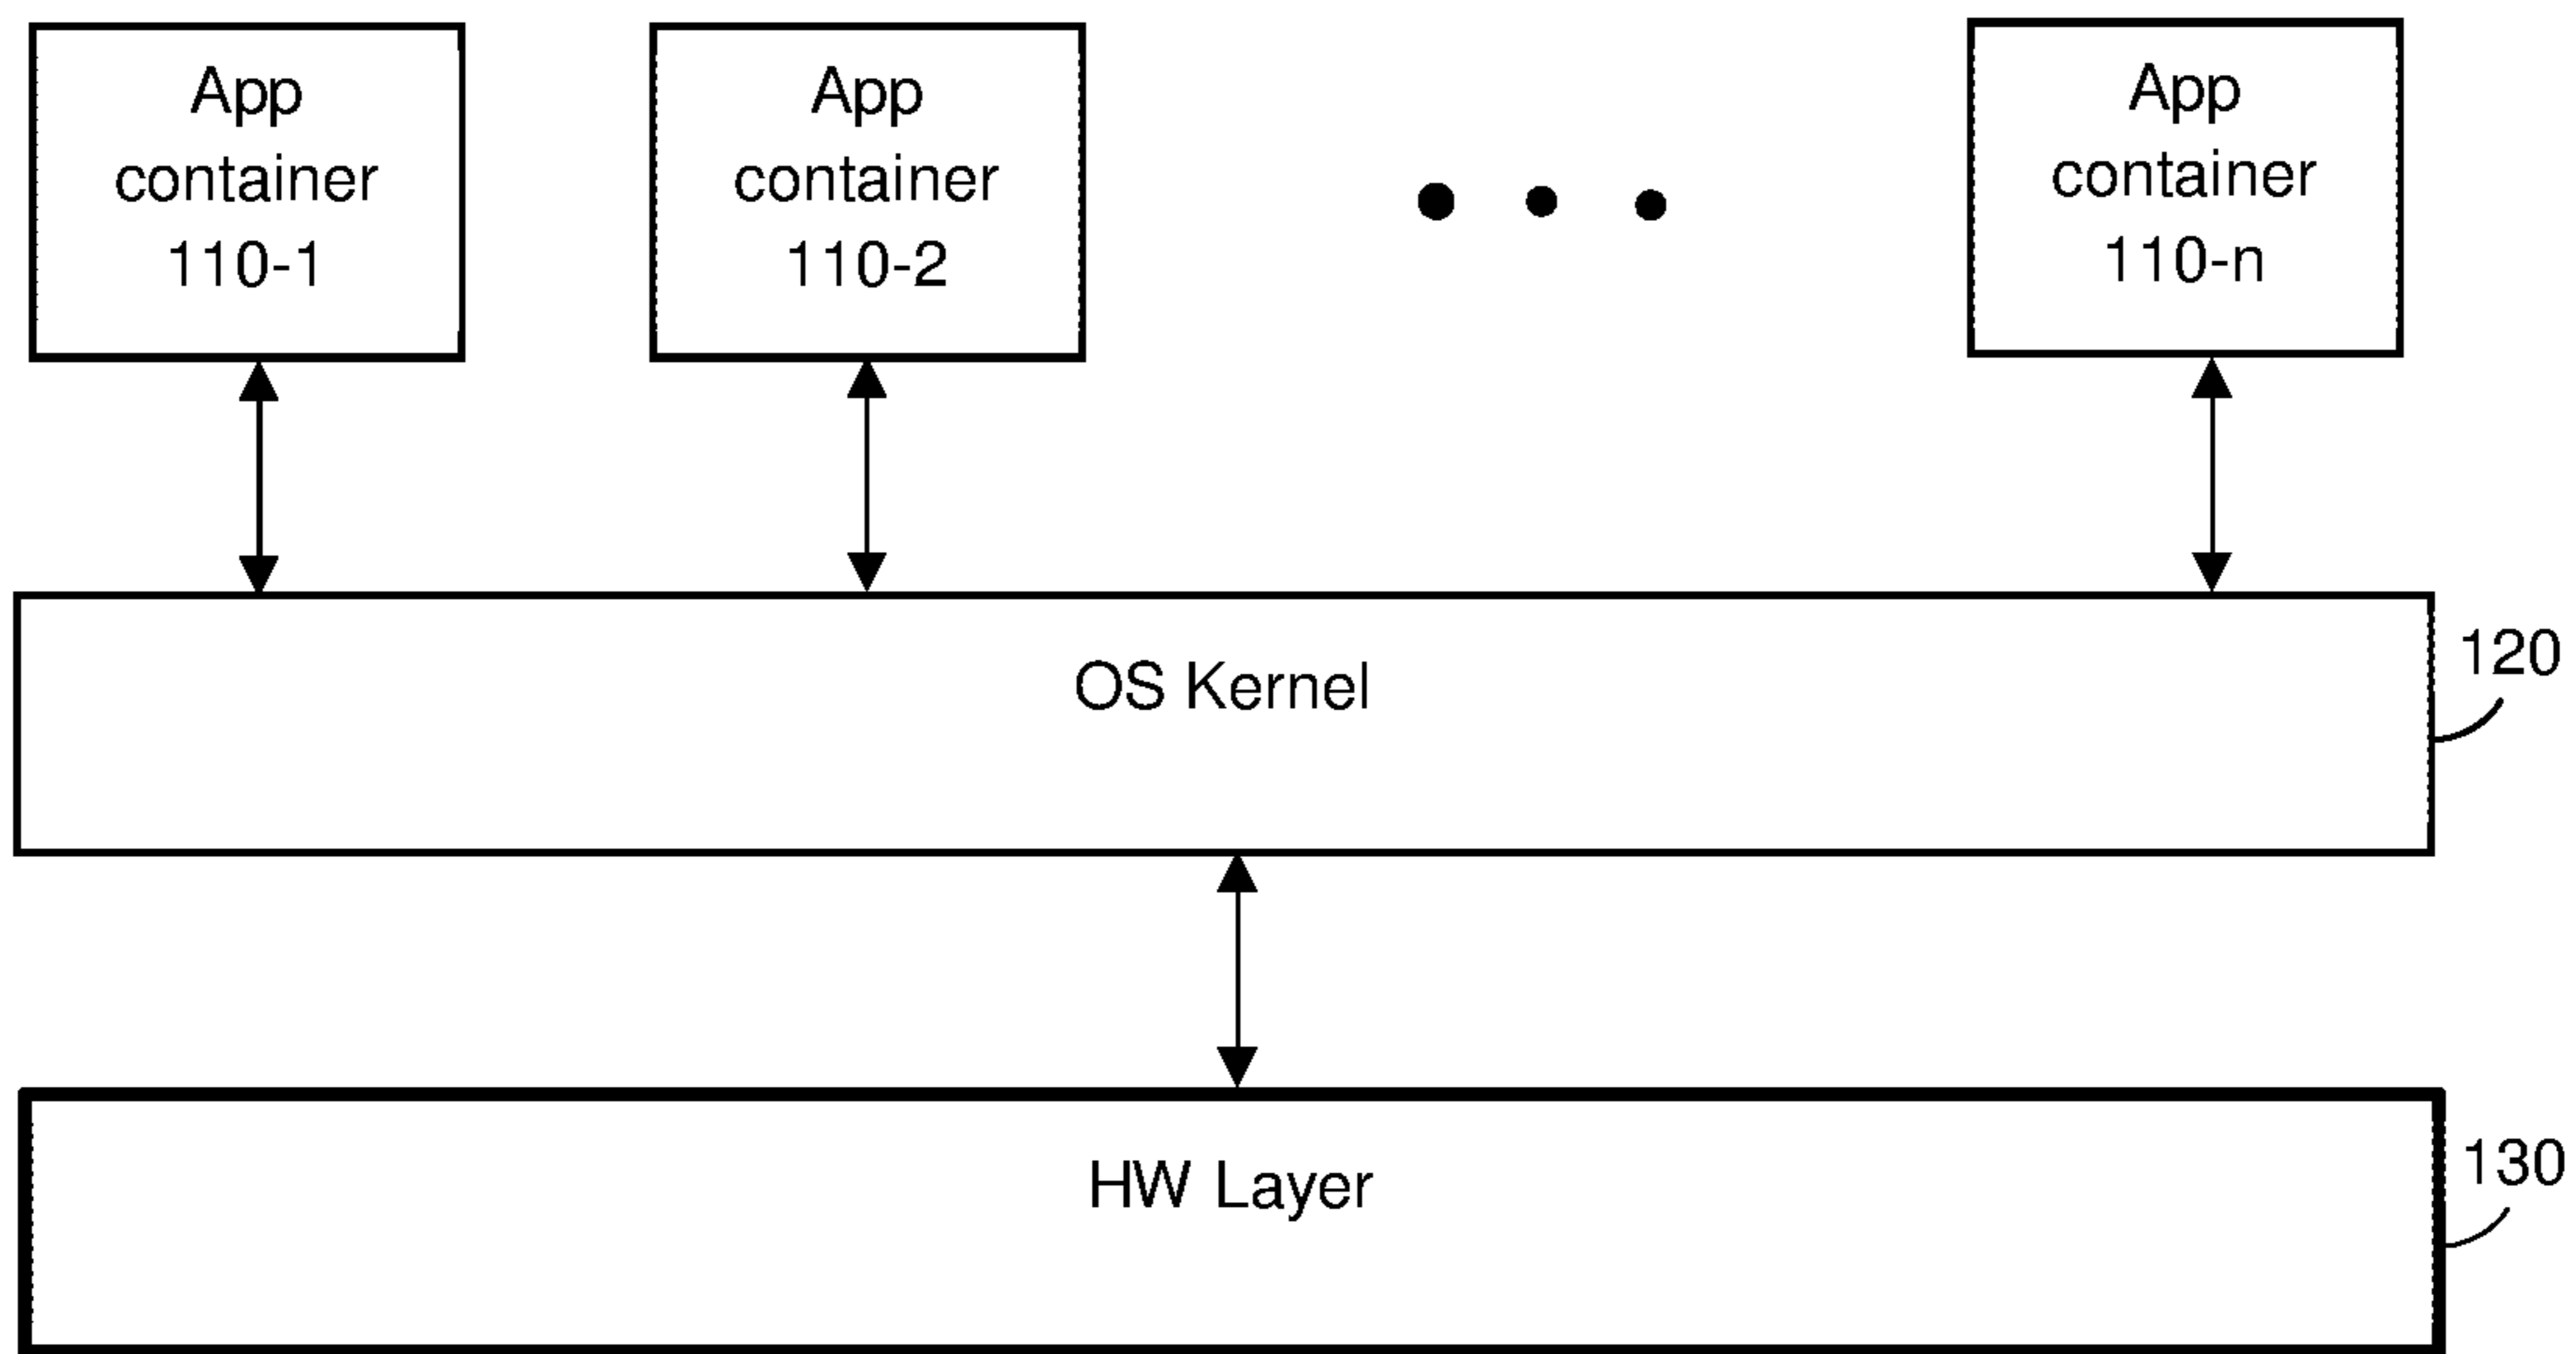 App
container
110-1
App
container
110-2
App
container
110-n
OS Kernel
120
HW Layer
130